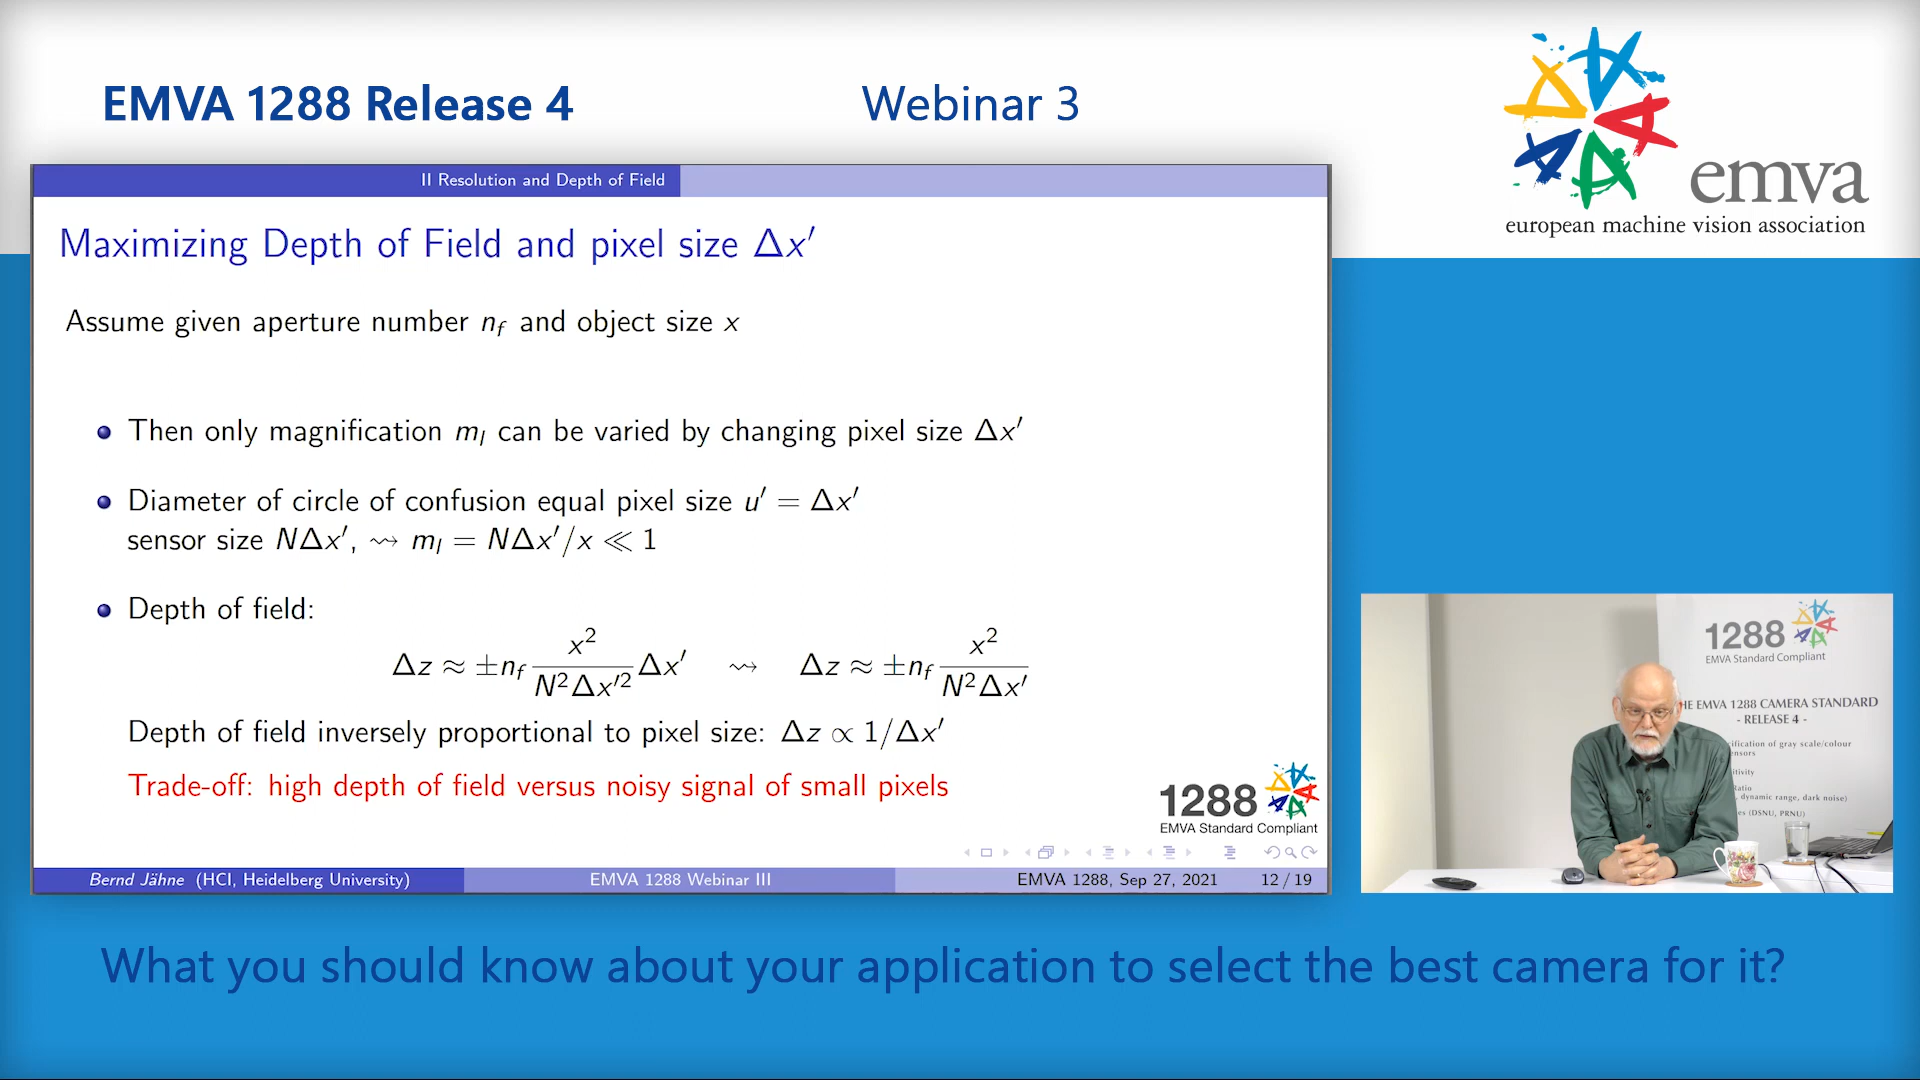 EMVA 1288 Release 4
Webinar 3
emva
european machine vision association
II Resolution and Depth of Field
Maximizing Depth of Field and pixel size Δx′
Assume given aperture number n_f and object size x
Then only magnification m_l can be varied by changing pixel size Δx′
Diameter of circle of confusion equal pixel size u′ = Δx′
sensor size NΔx′, ⇝ m_l = NΔx′/x ≪ 1
Depth of field:
Δz ≈ ±n_f x²/(N²Δx′²) Δx′ ⇝ Δz ≈ ±n_f x²/(N²Δx′)
Depth of field inversely proportional to pixel size: Δz ∝ 1/Δx′
Trade-off: high depth of field versus noisy signal of small pixels
1288
EMVA Standard Compliant
Bernd Jähne (HCI, Heidelberg University)
EMVA 1288 Webinar III
EMVA 1288, Sep 27, 2021
12 / 19
1288
EMVA Standard Compliant
HE EMVA 1288 CAMERA STANDARD
- RELEASE 4 -
ification of gray scale/colour
, dynamic range, dark noise)
(DSNU, PRNU)
What you should know about your application to select the best camera for it?